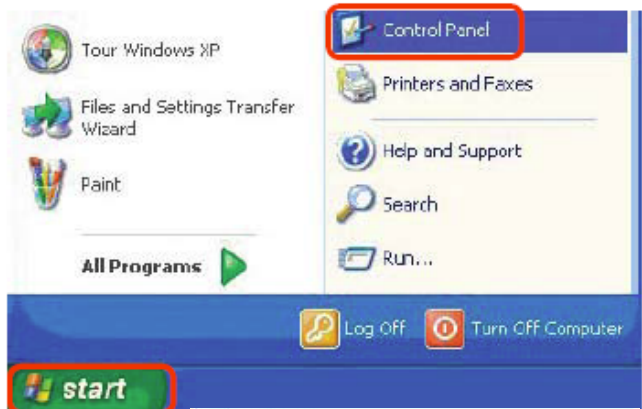 Tour Windows XP
Files and Settings Transfer
Wizard
Paint
All Programs
Control Panel
Printers and Faxes
Help and Support
Search
Run...
Log Off
Turn Off Computer
start